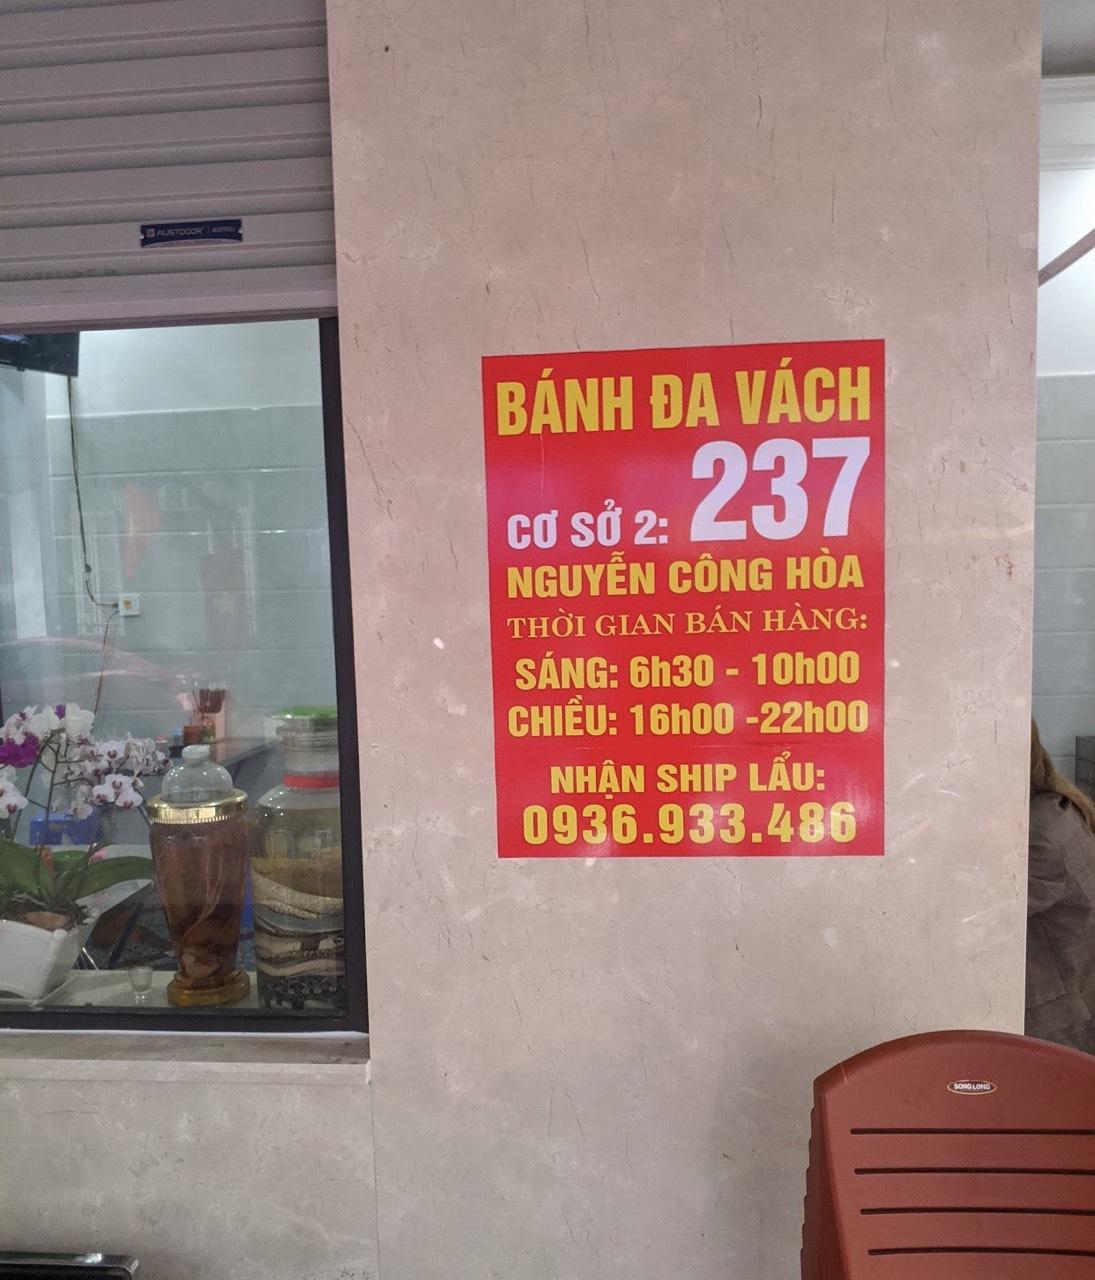 AUSTDOOR
BÁNH ĐA VÁCH
CƠ SỞ 2: 237
NGUYỄN CÔNG HÒA
THỜI GIAN BÁN HÀNG:
SÁNG: 6h30 - 10h00
CHIỀU: 16h00 -22h00
NHẬN SHIP LẨU:
0936.933.486
SONG LONG